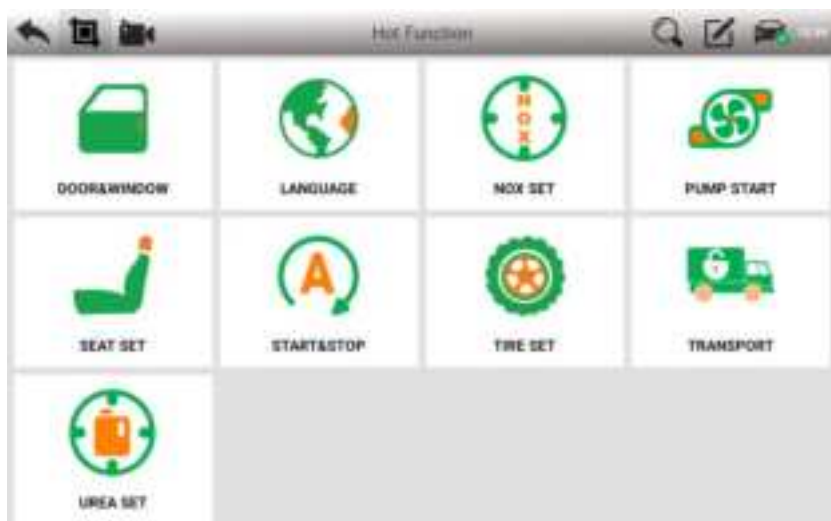 Hot Function
DOOR&WINDOW
LANGUAGE
NOX
NOX SET
PUMP START
SEAT SET
A
START&STOP
TIRE SET
TRANSPORT
UREA SET